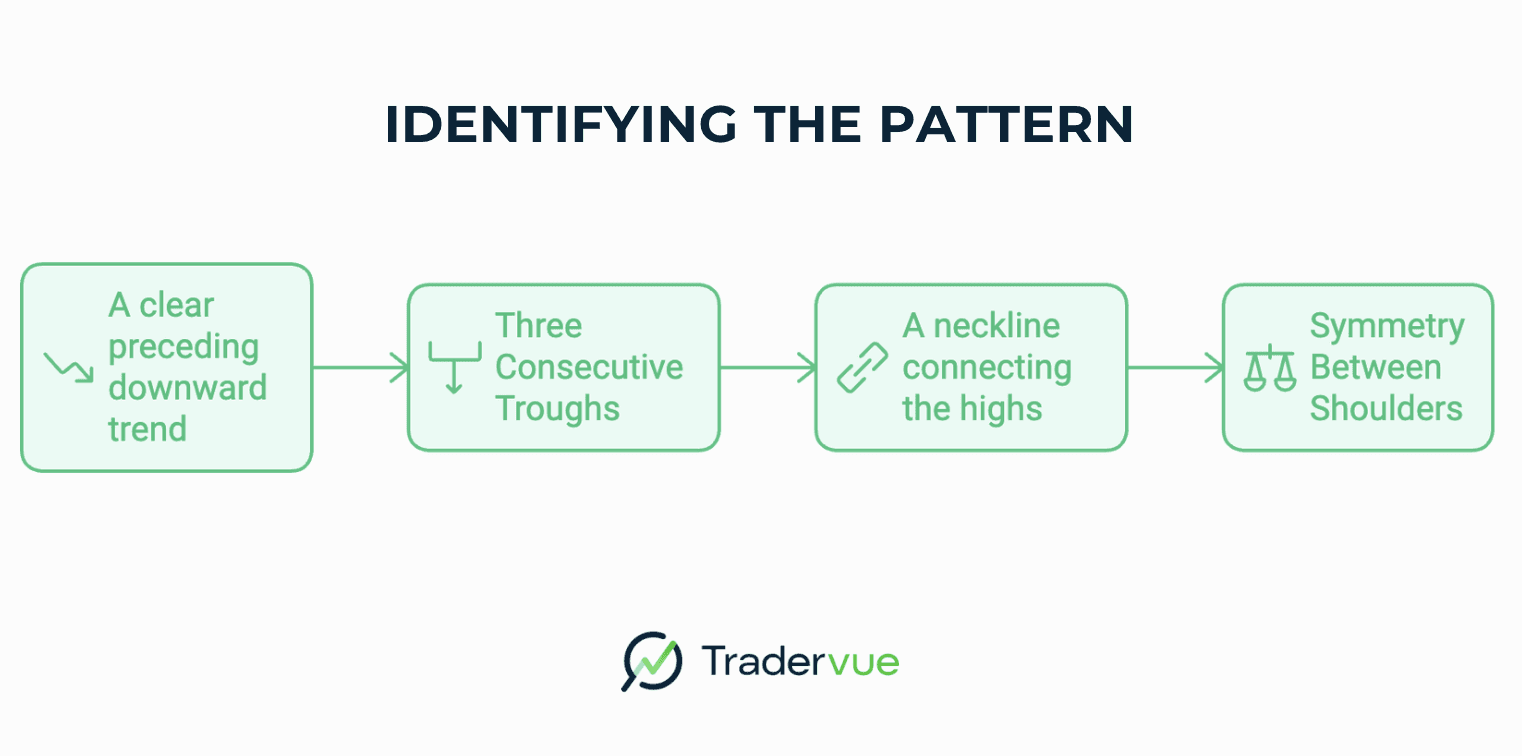 IDENTIFYING THE PATTERN
A clear
preceding
downward
trend
Three
Consecutive
Troughs
A neckline
connecting
the highs
Symmetry
Between
Shoulders
Tradervue